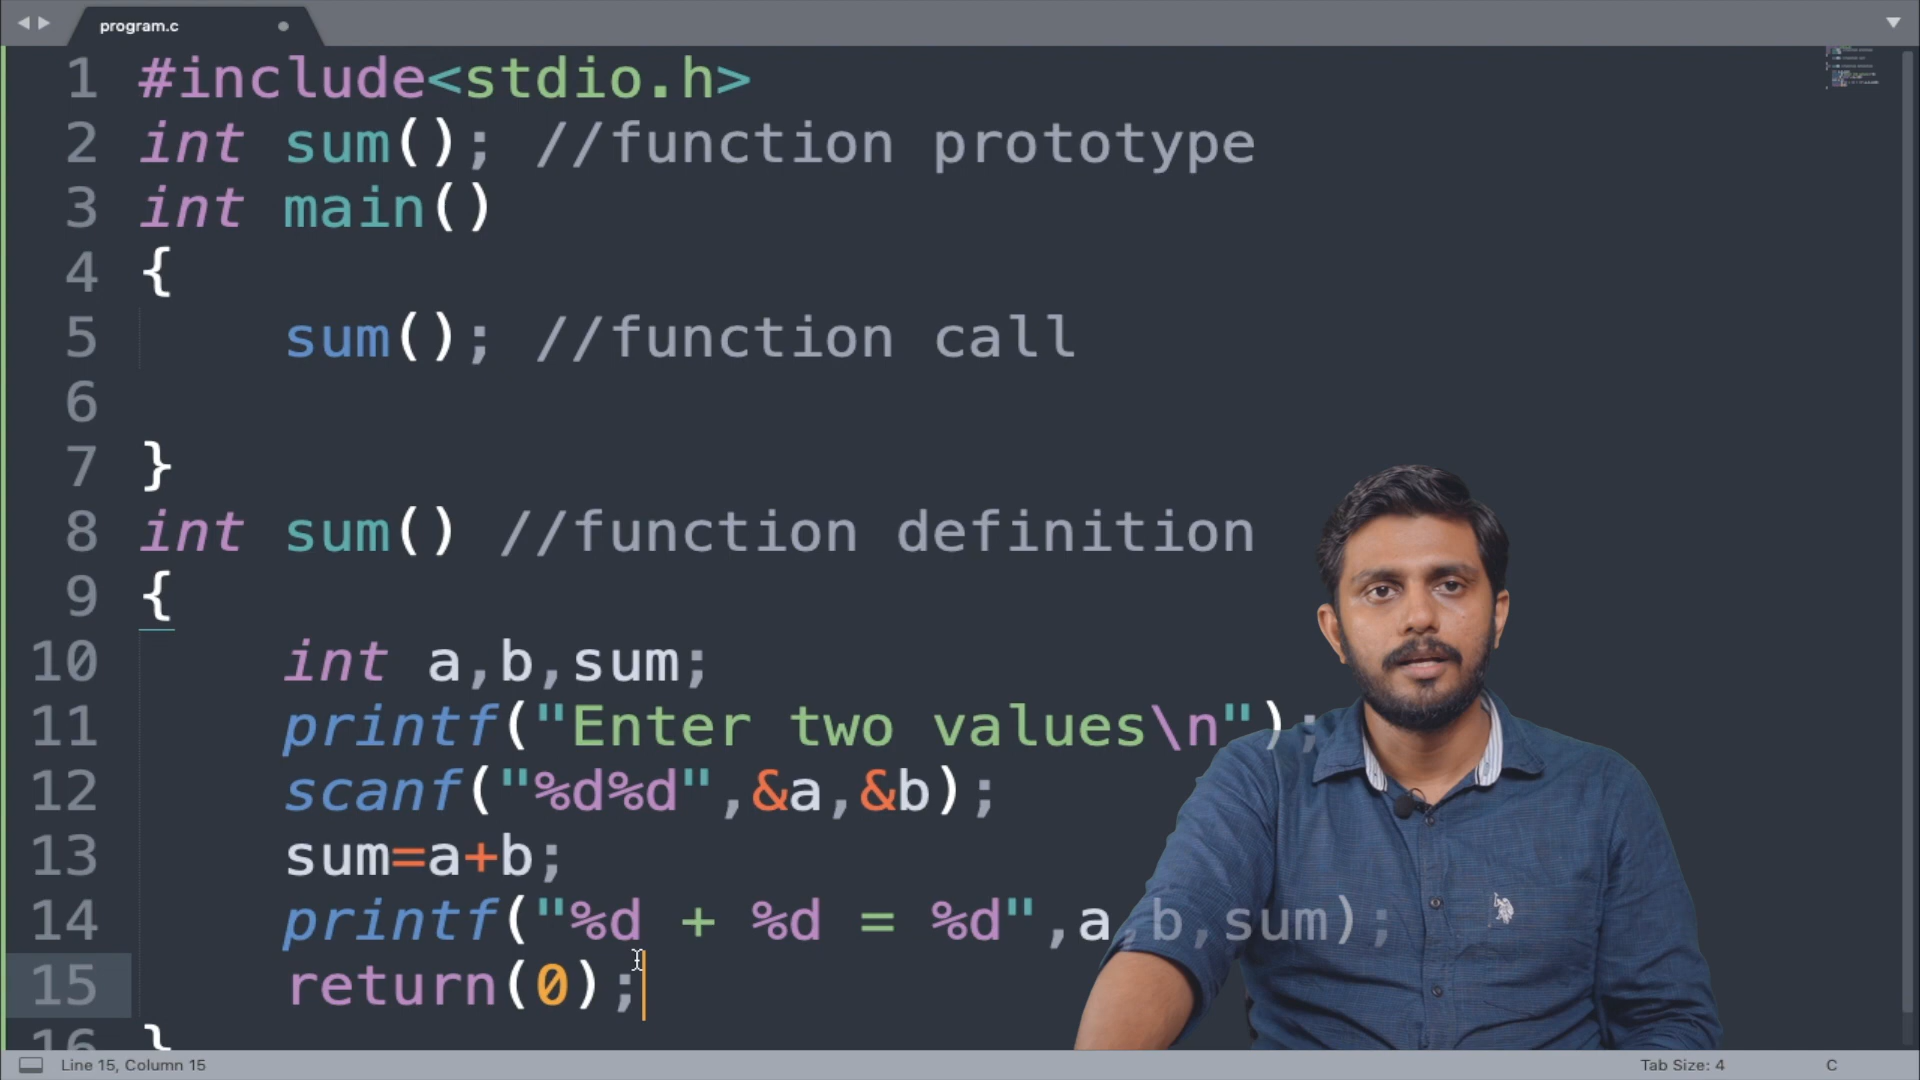 program.c
1 #include<stdio.h>
2 int sum(); //function prototype
3 int main()
4 {
5 sum(); //function call
6
7 }
8 int sum() //function definition
9 {
10 int a,b,sum;
11 printf("Enter two values\n");
12 scanf("%d%d",&a,&b);
13 sum=a+b;
14 printf("%d + %d = %d",a,b,sum);
15 return(0);
16 }
Line 15, Column 15
Tab Size: 4
C